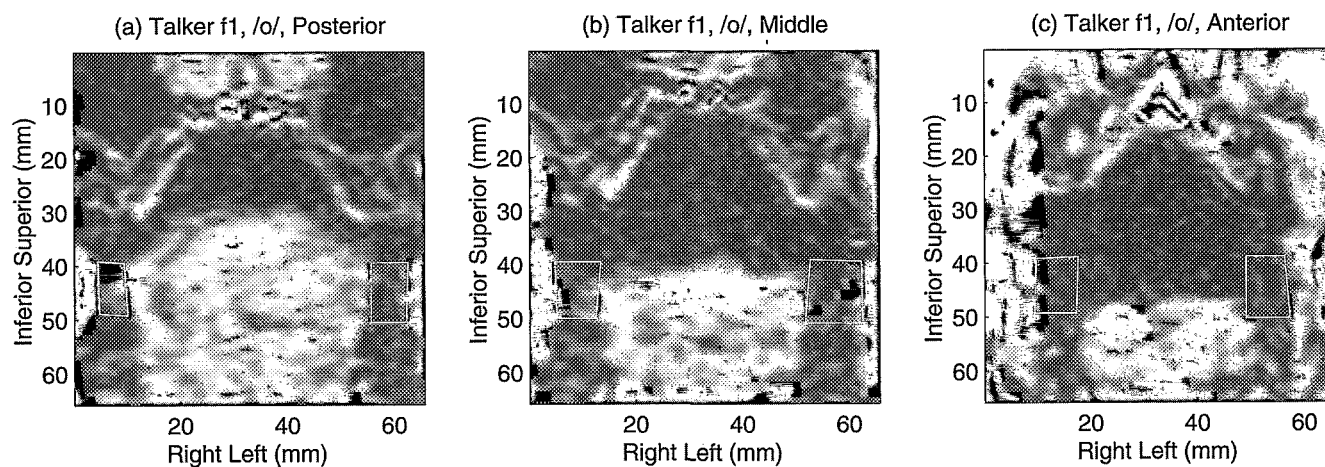 (a) Talker f1, /o/, Posterior
(b) Talker f1, /o/, Middle
(c) Talker f1, /o/, Anterior
Inferior Superior (mm)
10
20
30
40
50
60
20 40 60
Right Left (mm)
Inferior Superior (mm)
10
20
30
40
50
60
20 40 60
Right Left (mm)
Inferior Superior (mm)
10
20
30
40
50
60
20 40 60
Right Left (mm)